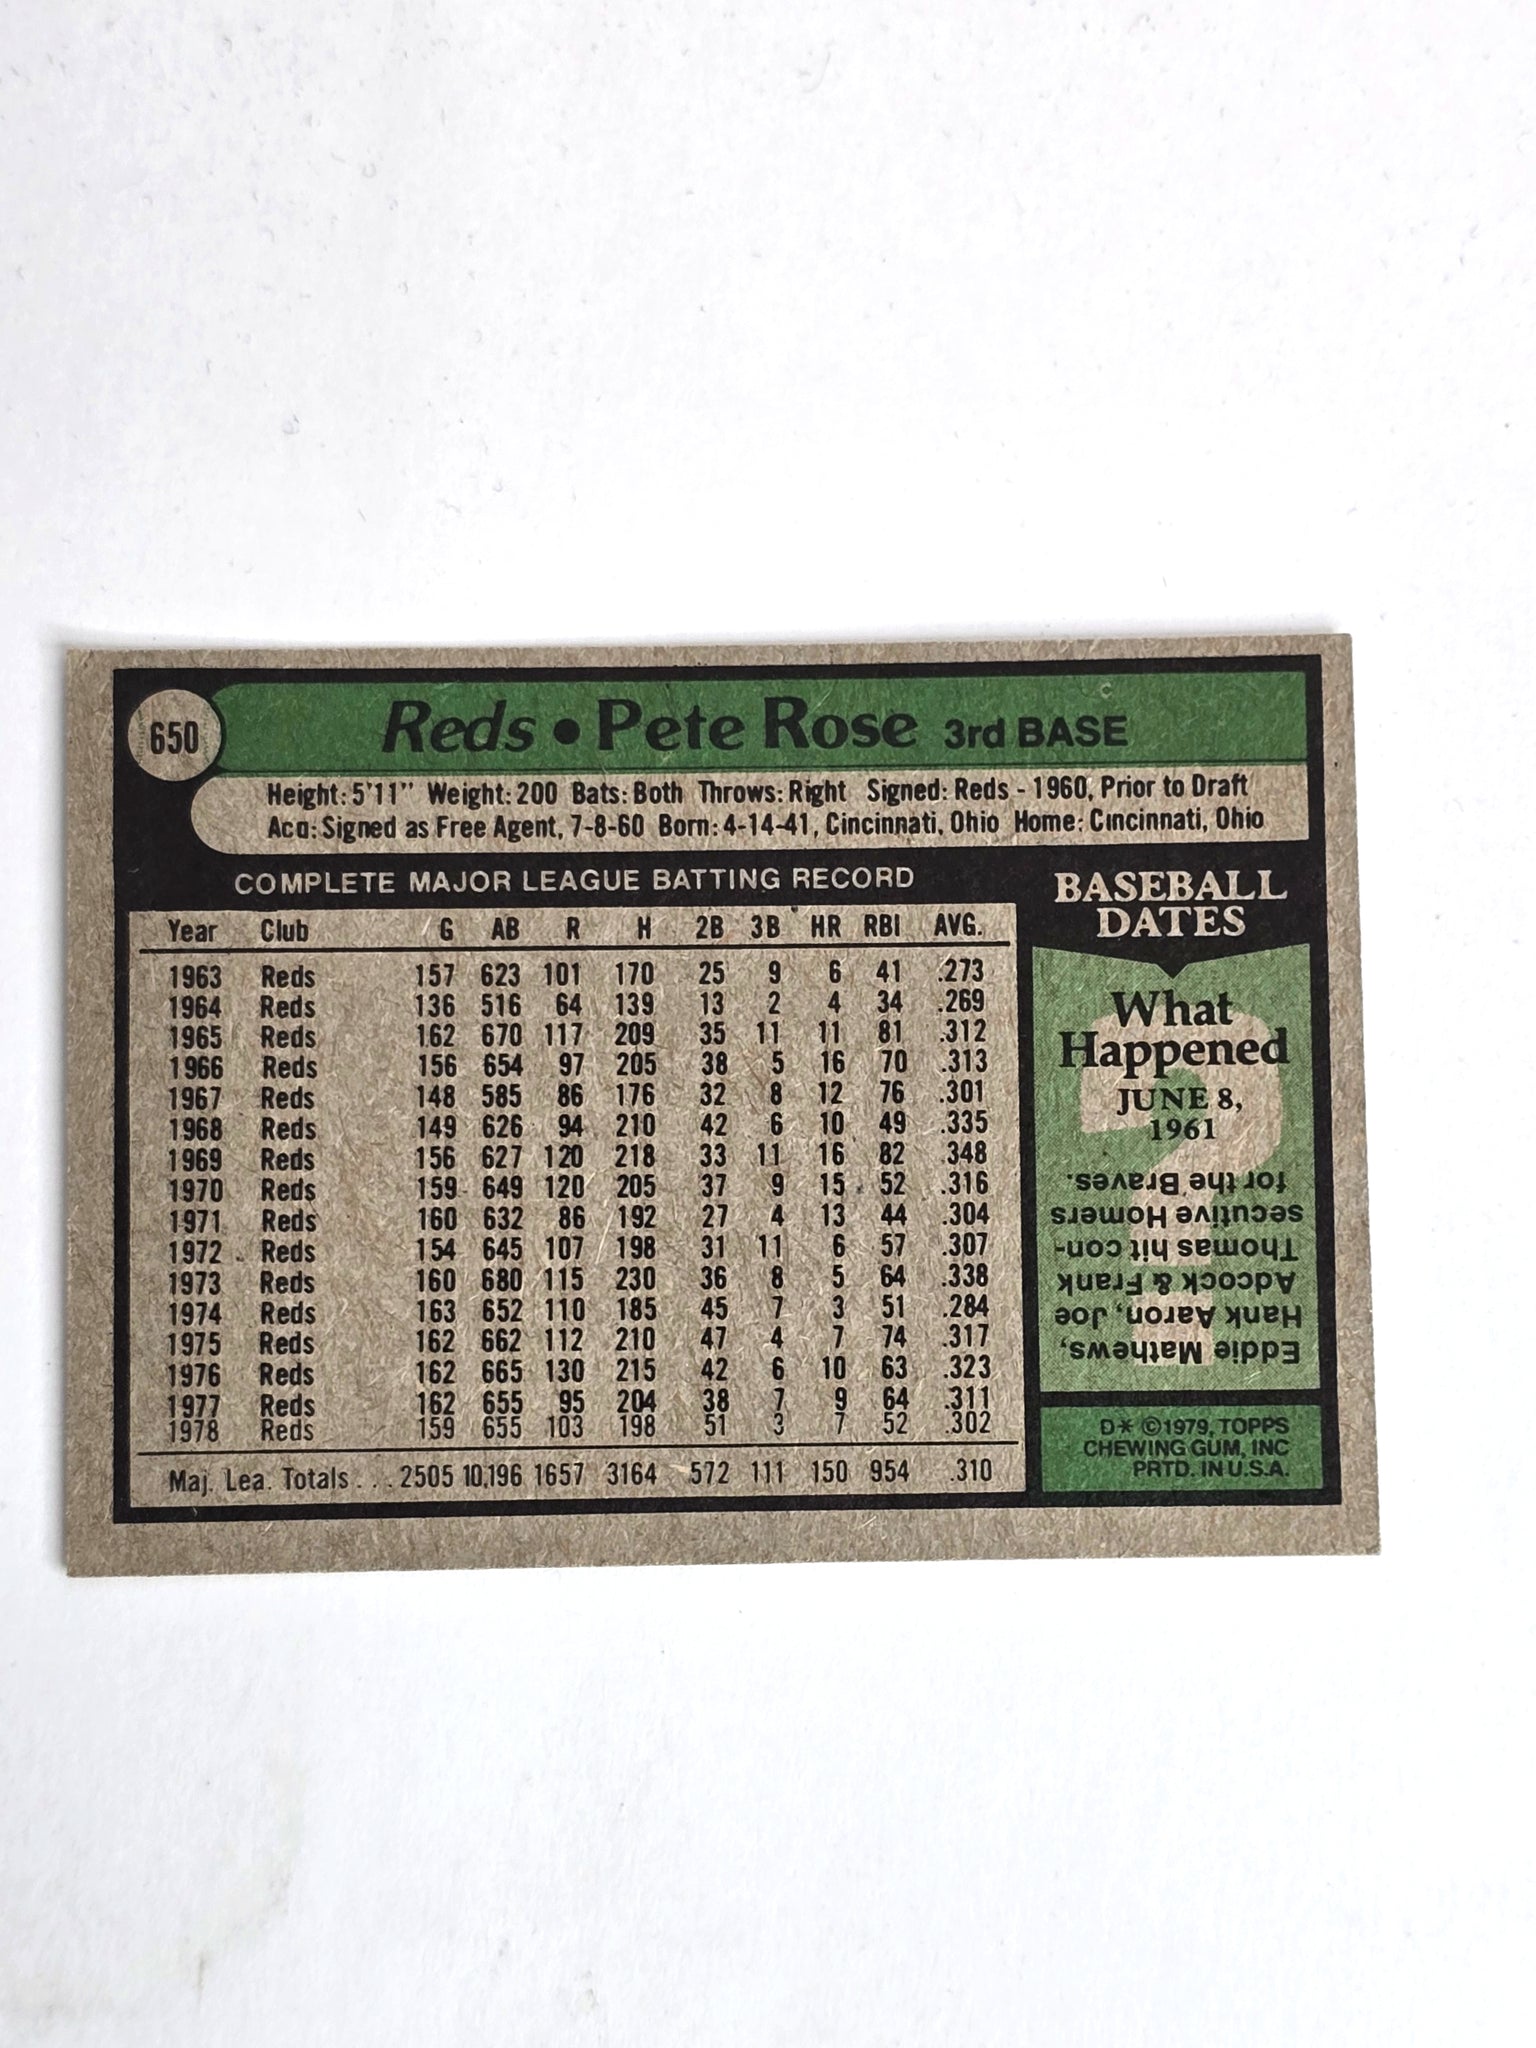 650
Reds • Pete Rose 3rd BASE
Height: 5'11" Weight: 200 Bats: Both Throws: Right Signed: Reds - 1960, Prior to Draft
Acq: Signed as Free Agent, 7-8-60 Born: 4-14-41, Cincinnati, Ohio Home: Cincinnati, Ohio
COMPLETE MAJOR LEAGUE BATTING RECORD
Year Club G AB R H 2B 3B HR RBI AVG.
1963 Reds 157 623 101 170 25 9 6 41 .273
1964 Reds 136 516 64 139 13 2 4 34 .269
1965 Reds 162 670 117 209 35 11 11 81 .312
1966 Reds 156 654 97 205 38 5 16 70 .313
1967 Reds 148 585 86 176 32 8 12 76 .301
1968 Reds 149 626 94 210 42 6 10 49 .335
1969 Reds 156 627 120 218 33 11 16 82 .348
1970 Reds 159 649 120 205 37 9 15 52 .316
1971 Reds 160 632 86 192 27 4 13 44 .304
1972 Reds 154 645 107 198 31 11 6 57 .307
1973 Reds 160 680 115 230 36 8 5 64 .338
1974 Reds 163 652 110 185 45 7 3 51 .284
1975 Reds 162 662 112 210 47 4 7 74 .317
1976 Reds 162 665 130 215 42 6 10 63 .323
1977 Reds 162 655 95 204 38 7 9 64 .311
1978 Reds 159 655 103 198 51 3 7 52 .302
Maj. Lea. Totals . . . 2505 10,196 1657 3164 572 111 150 954 .310
BASEBALL
DATES
What
Happened
JUNE 8,
1961
Eddie Mathews,
Hank Aaron, Joe
Adcock & Frank
Thomas hit con-
secutive Homers
for the Braves.
D* ©1979, TOPPS
CHEWING GUM, INC
PRTD. IN U.S.A.